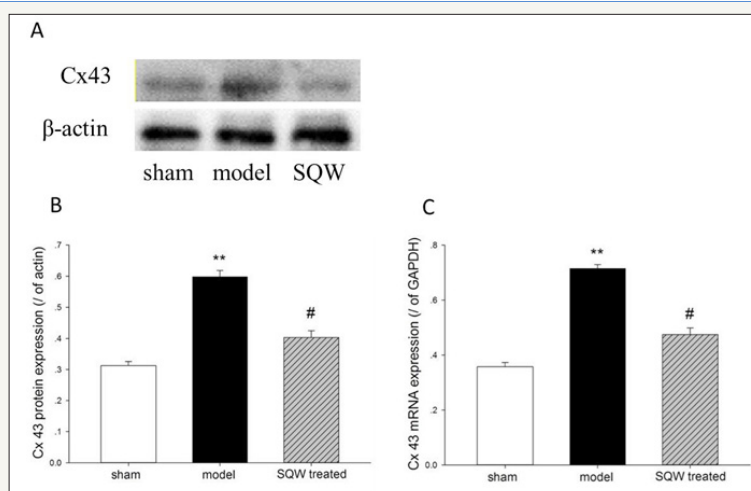 A
Cx43
β-actin
sham model SQW
B
Cx 43 protein expression (/ of actin)
.7
.6
.5
.4
.3
.2
.1
0.0
**
#
sham model SQW treated
C
Cx 43 mRNA expression (/ of GAPDH)
.8
.6
.4
.2
0.0
**
#
sham model SQW treated